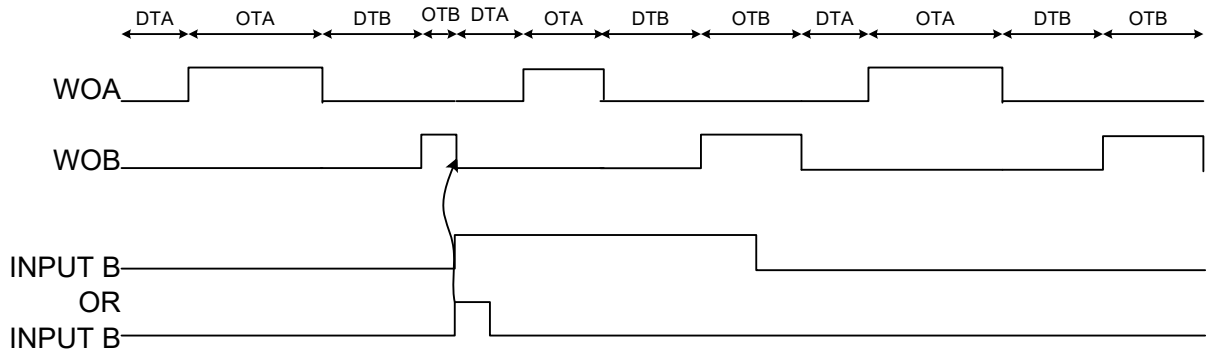 DTA OTA DTB OTB DTA OTA DTB OTB DTA OTA DTB OTB
WOA
WOB
INPUT B
OR
INPUT B